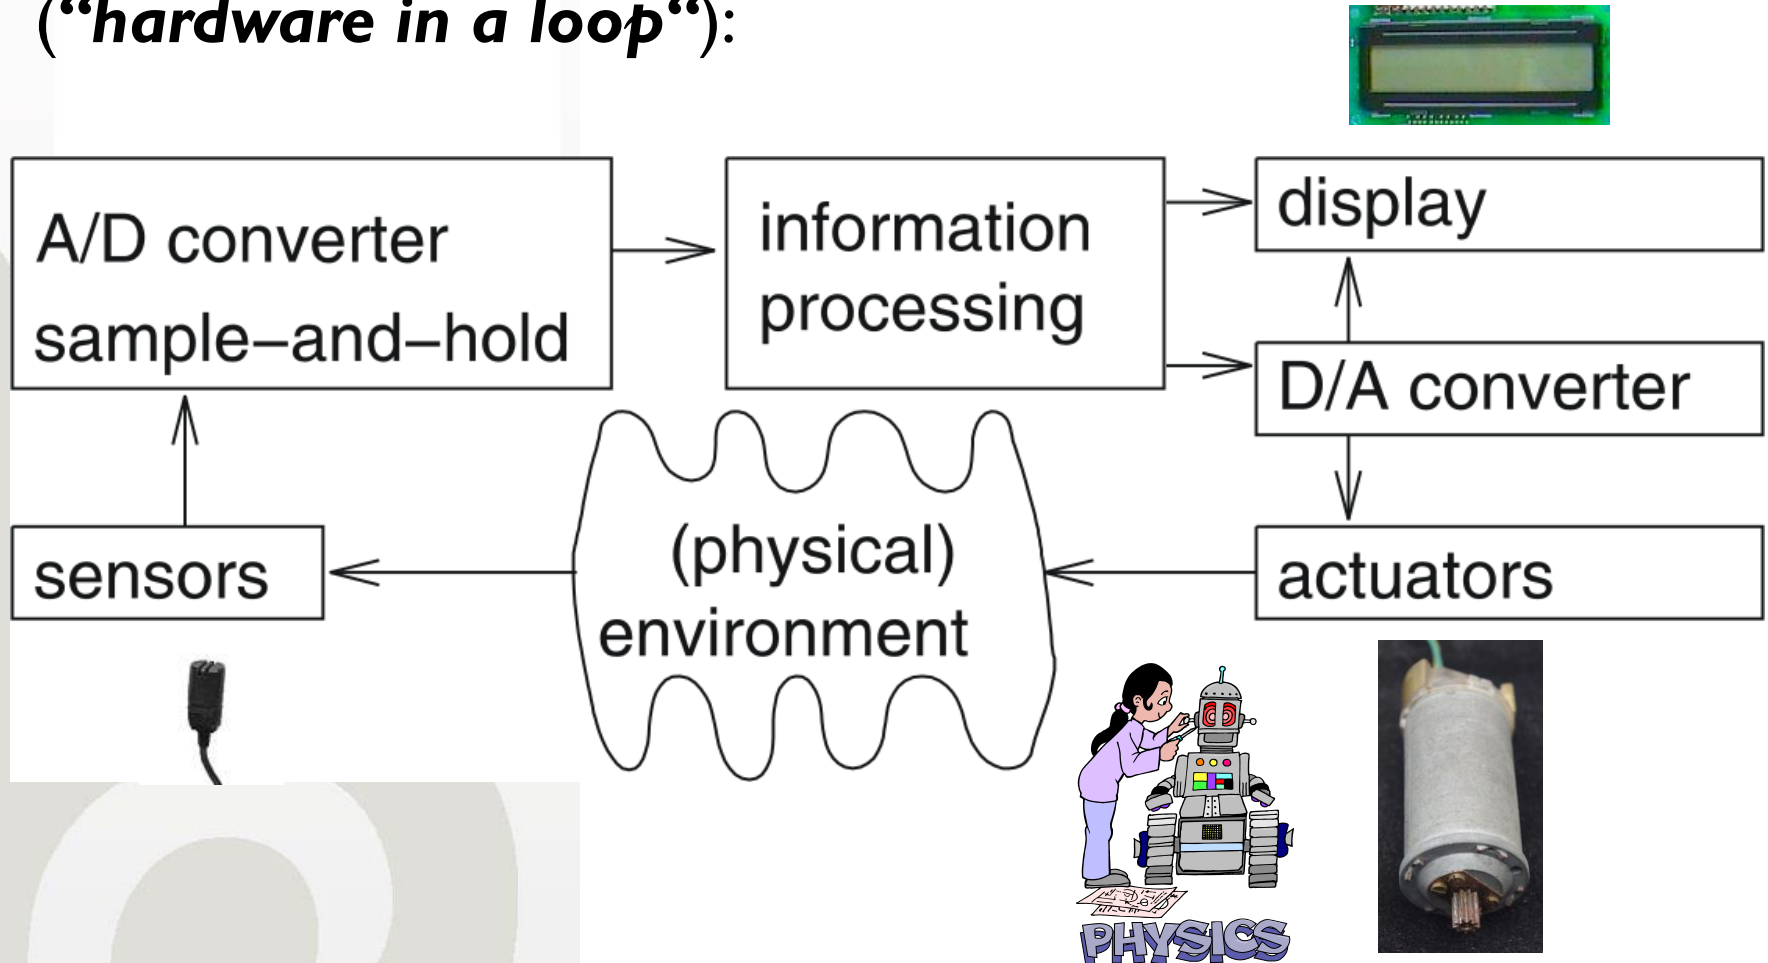 (“hardware in a loop“):
A/D converter
sample–and–hold
information
processing
display
D/A converter
sensors
(physical)
environment
actuators
PHYSICS